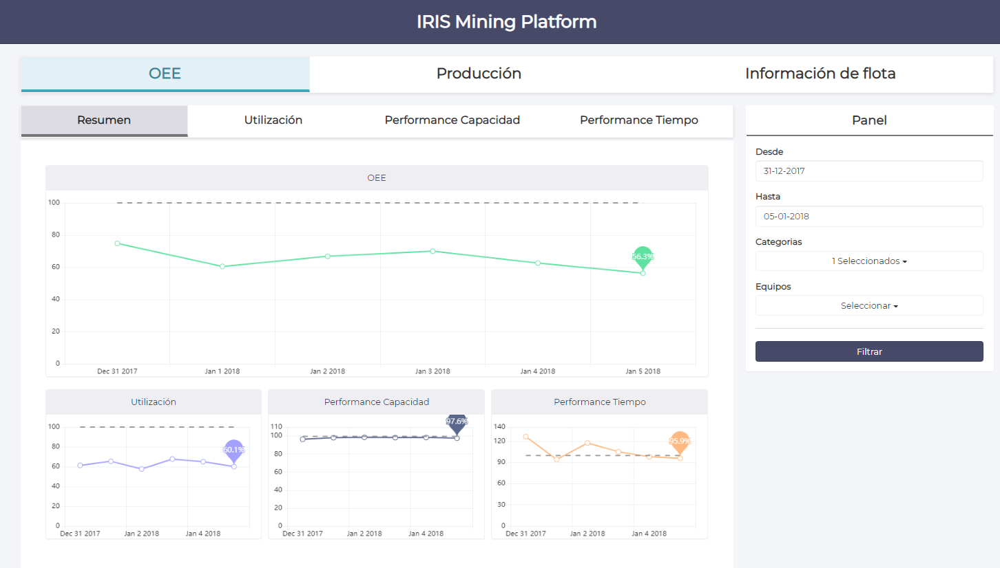 IRIS Mining Platform
OEE Producción Información de flota
Resumen Utilización Performance Capacidad Performance Tiempo
Panel
Desde
31-12-2017
Hasta
05-01-2018
Categorias
1 Seleccionados
Equipos
Seleccionar
Filtrar
OEE
100
80
60
40
20
0
56.3%
Dec 31 2017 Jan 1 2018 Jan 2 2018 Jan 3 2018 Jan 4 2018 Jan 5 2018
Utilización
100
80
60
40
20
0
60.1%
Dec 31 2017 Jan 2 2018 Jan 4 2018
Performance Capacidad
110
100
80
60
40
20
0
97.6%
Dec 31 2017 Jan 2 2018 Jan 4 2018
Performance Tiempo
140
120
90
60
30
0
95.9%
Dec 31 2017 Jan 2 2018 Jan 4 2018